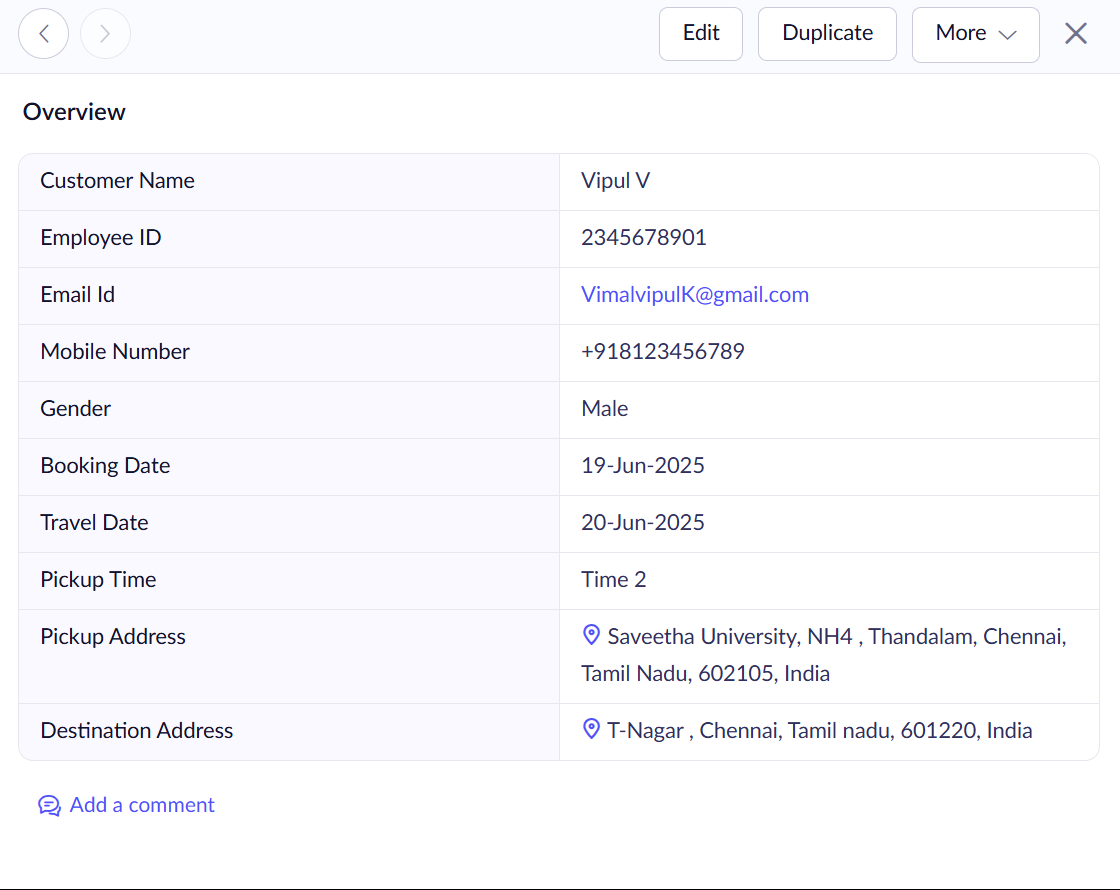 Edit Duplicate More
Overview
Customer Name Vipul V
Employee ID 2345678901
Email Id VimalvipulK@gmail.com
Mobile Number +918123456789
Gender Male
Booking Date 19-Jun-2025
Travel Date 20-Jun-2025
Pickup Time Time 2
Pickup Address Saveetha University, NH4 , Thandalam, Chennai,
Tamil Nadu, 602105, India
Destination Address T-Nagar , Chennai, Tamil nadu, 601220, India
Add a comment